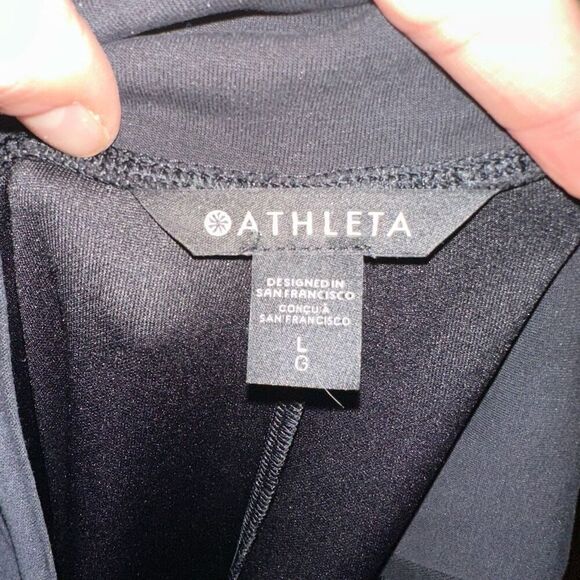 ATHLETA
DESIGNED IN
SAN FRANCISCO
CONÇU À
SAN FRANCISCO
L
G